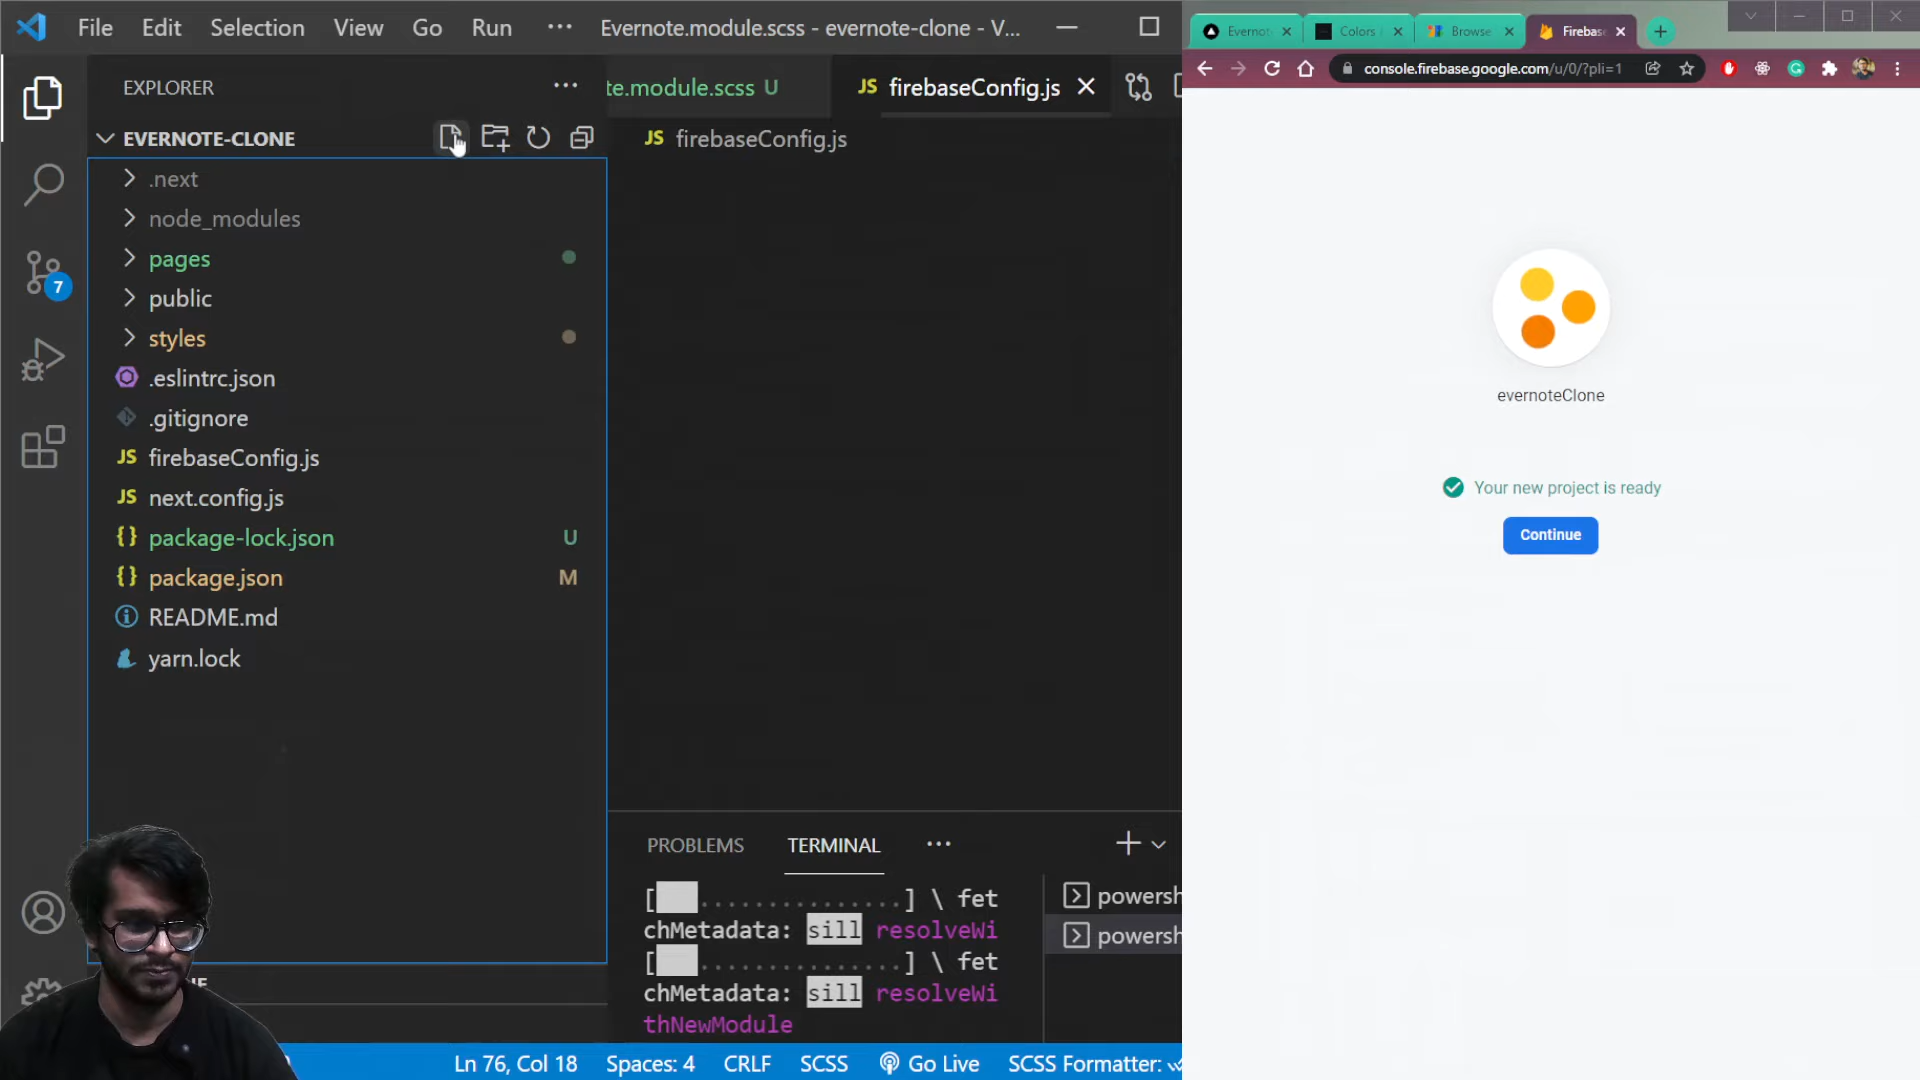 File Edit Selection View Go Run ··· Evernote.module.scss - evernote-clone - V...
EXPLORER ···
te.module.scss U
JS firebaseConfig.js
EVERNOTE-CLONE
JS firebaseConfig.js
.next
node_modules
pages
public
styles
.eslintrc.json
.gitignore
JS firebaseConfig.js
JS next.config.js
{} package-lock.json U
{} package.json M
README.md
yarn.lock
7
PROBLEMS TERMINAL ···
[ ...............] \ fet
chMetadata: sill resolveWi
[ ...............] \ fet
chMetadata: sill resolveWi
thNewModule
powersh
powersh
Ln 76, Col 18 Spaces: 4 CRLF SCSS Go Live SCSS Formatter:
Evernot Colors Browse Firebas
console.firebase.google.com/u/0/?pli=1
evernoteClone
Your new project is ready
Continue